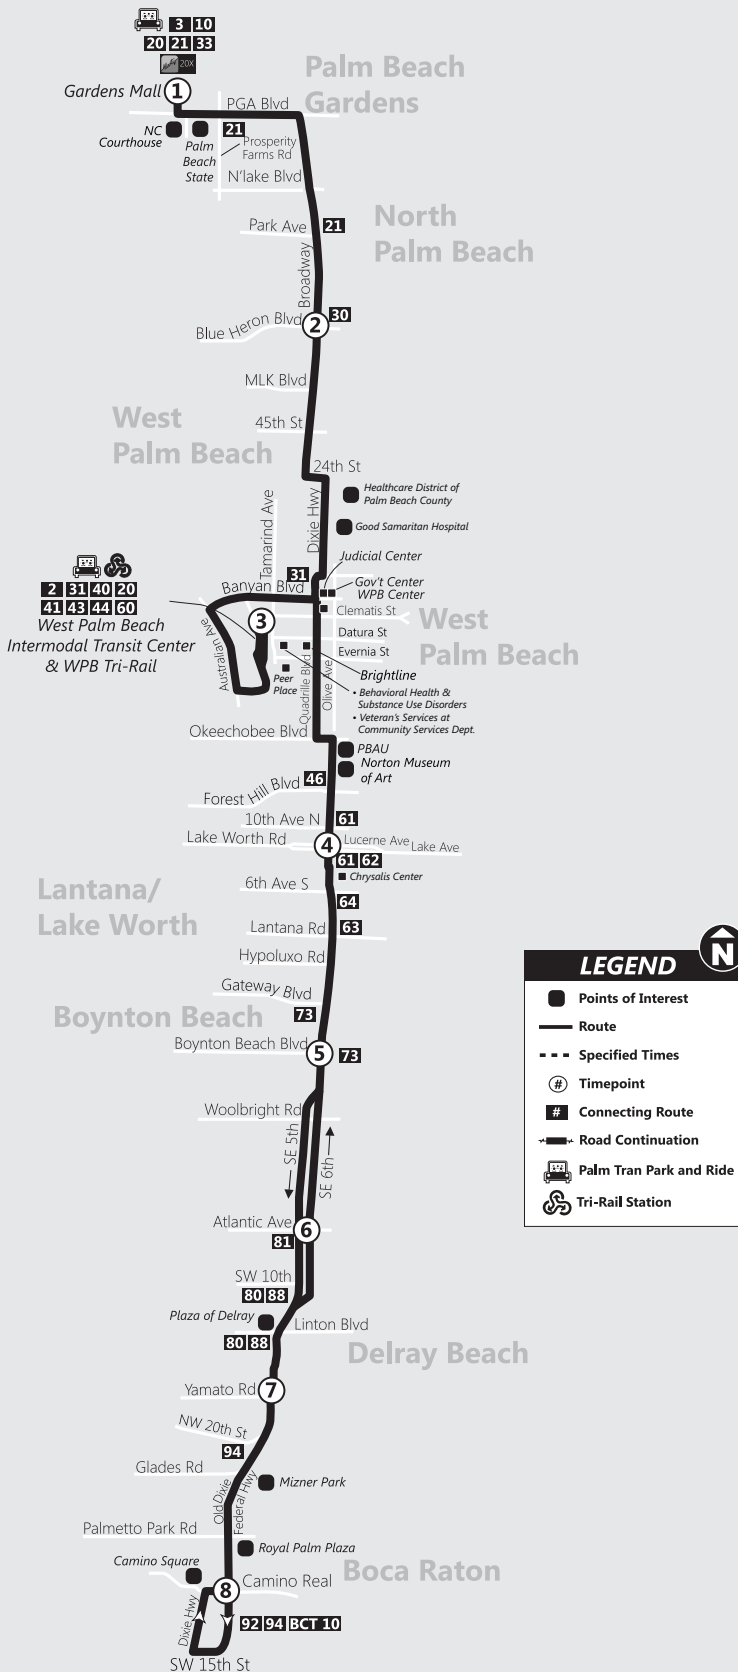 3 10
20 21 33
20X
Palm Beach
Gardens
Gardens Mall 1
PGA Blvd
NC
Courthouse
Palm
Beach
State
21
Prosperity
Farms Rd
N'lake Blvd
North
Palm Beach
Park Ave
21
Broadway
Blue Heron Blvd
2
30
MLK Blvd
West
Palm Beach
45th St
24th St
Dixie Hwy
Healthcare District of
Palm Beach County
Good Samaritan Hospital
Tamarind Ave
Judicial Center
31
Banyan Blvd
Gov't Center
WPB Center
2 31 40 20
41 43 44 60
West Palm Beach
Intermodal Transit Center
& WPB Tri-Rail
3
Clematis St
West
Palm Beach
Datura St
Evernia St
Australian Ave
Peer
Place
Quadrille Blvd
Olive Ave
Brightline
• Behavioral Health &
Substance Use Disorders
• Veteran's Services at
Community Services Dept.
Okeechobee Blvd
PBAU
Norton Museum
of Art
46
Forest Hill Blvd
10th Ave N
61
Lake Worth Rd
4
Lucerne Ave
Lake Ave
61 62
Chrysalis Center
Lantana/
Lake Worth
6th Ave S
64
Lantana Rd
63
Hypoluxo Rd
Gateway Blvd
Boynton Beach
73
Boynton Beach Blvd
5
73
Woolbright Rd
SE 5th
SE 6th
Atlantic Ave
6
81
SW 10th
80 88
Plaza of Delray
Linton Blvd
80 88
Delray Beach
Yamato Rd
7
NW 20th St
94
Glades Rd
Mizner Park
Old Dixie
Federal Hwy
Palmetto Park Rd
Royal Palm Plaza
Camino Square
Boca Raton
8
Camino Real
Dixie Hwy
92 94 BCT 10
SW 15th St
N
LEGEND
Points of Interest
Route
Specified Times
# Timepoint
# Connecting Route
Road Continuation
Palm Tran Park and Ride
Tri-Rail Station